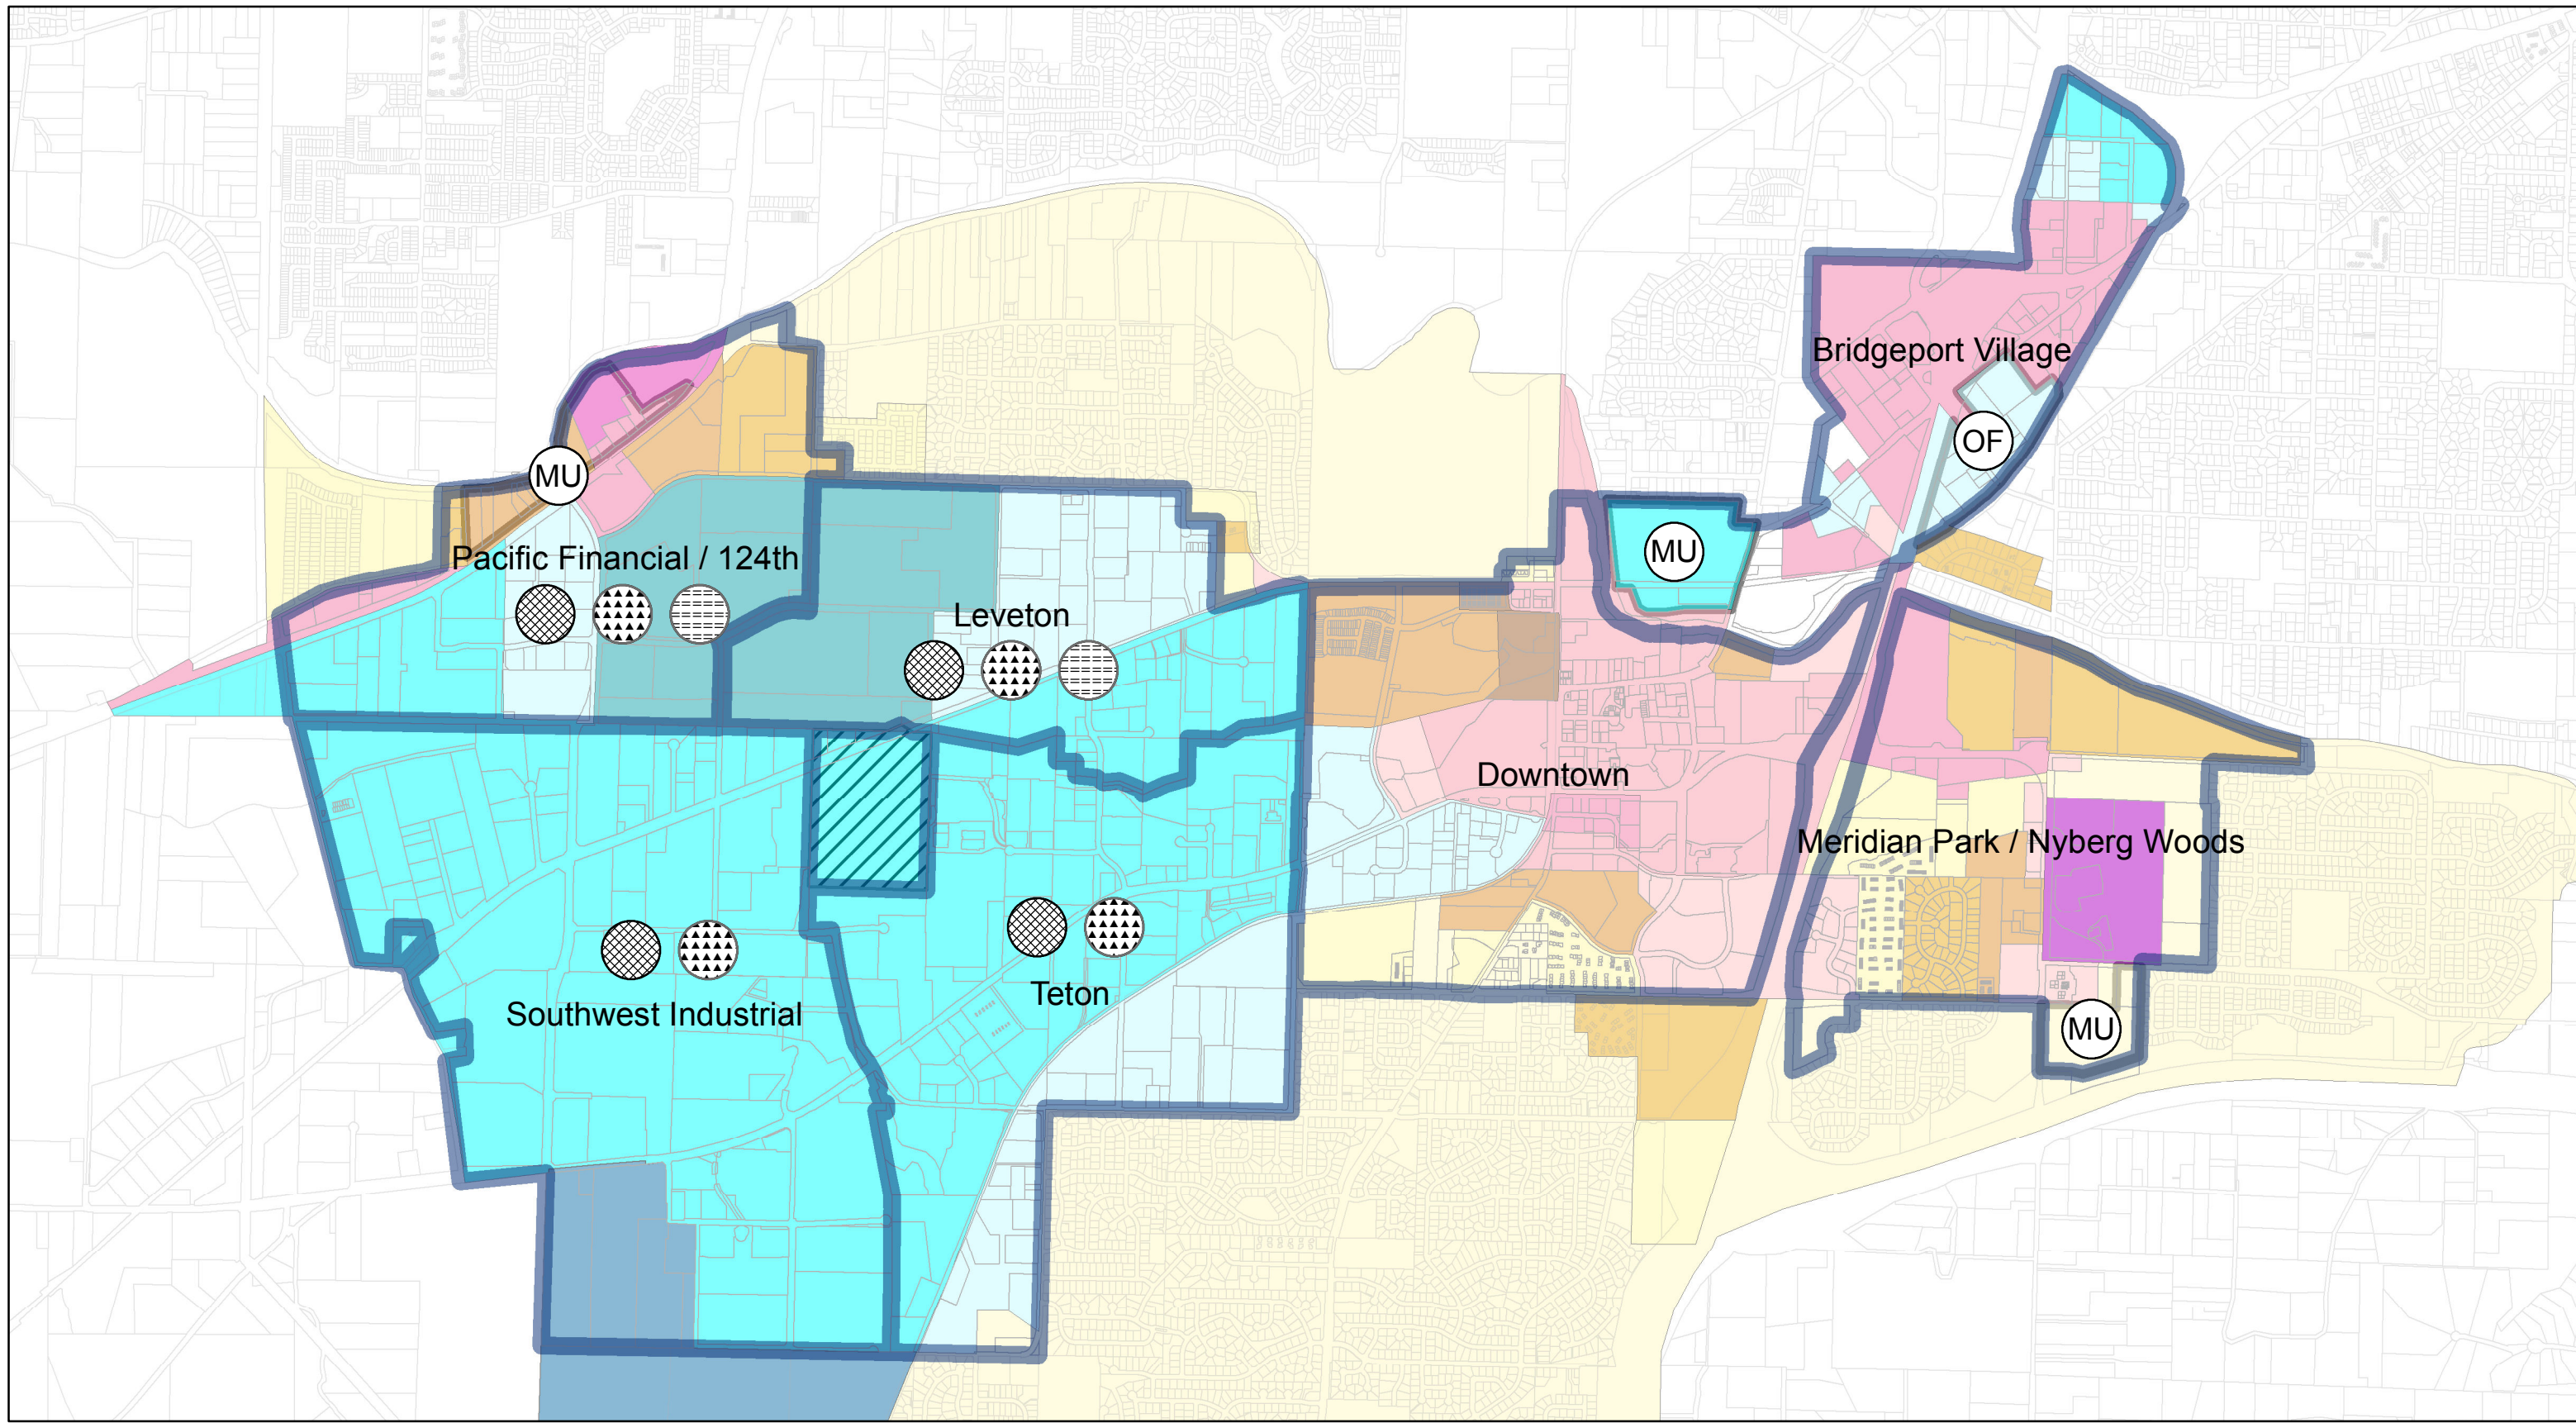 Bridgeport Village
OF
MU
MU
Pacific Financial / 124th
Leveton
Downtown
Meridian Park / Nyberg Woods
Teton
Southwest Industrial
MU